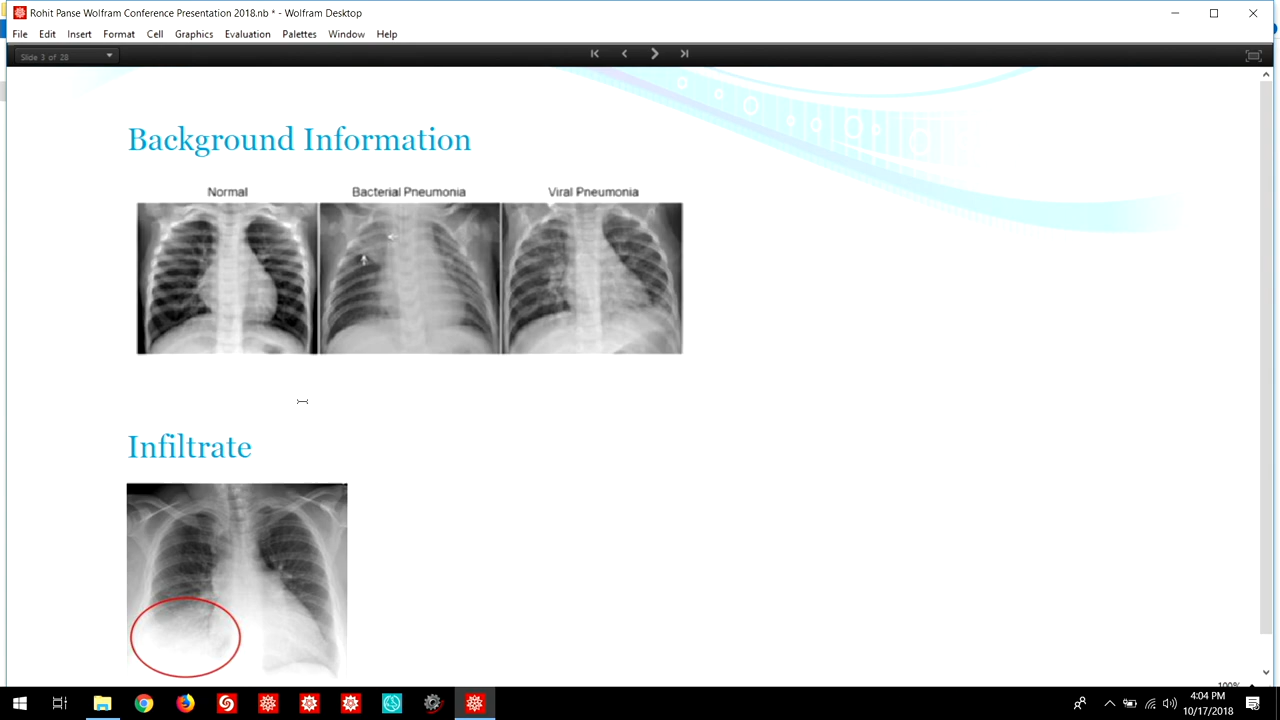 Rohit Panse Wolfram Conference Presentation 2018.nb * - Wolfram Desktop
File Edit Insert Format Cell Graphics Evaluation Palettes Window Help
Slide 3 of 28
Background Information
Normal Bacterial Pneumonia Viral Pneumonia
Infiltrate
100%
4:04 PM
10/17/2018